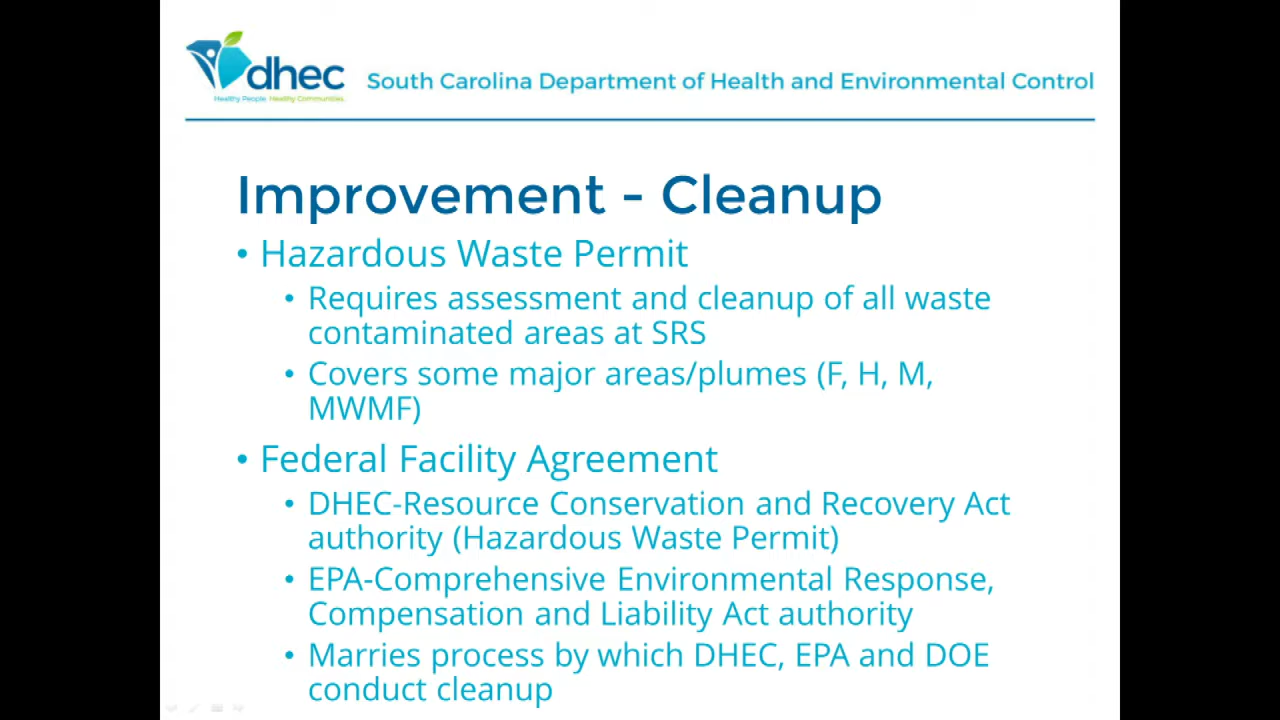 dhec
Healthy People. Healthy Communities.
South Carolina Department of Health and Environmental Control
Improvement - Cleanup
• Hazardous Waste Permit
• Requires assessment and cleanup of all waste
contaminated areas at SRS
• Covers some major areas/plumes (F, H, M,
MWMF)
• Federal Facility Agreement
• DHEC-Resource Conservation and Recovery Act
authority (Hazardous Waste Permit)
• EPA-Comprehensive Environmental Response,
Compensation and Liability Act authority
• Marries process by which DHEC, EPA and DOE
conduct cleanup